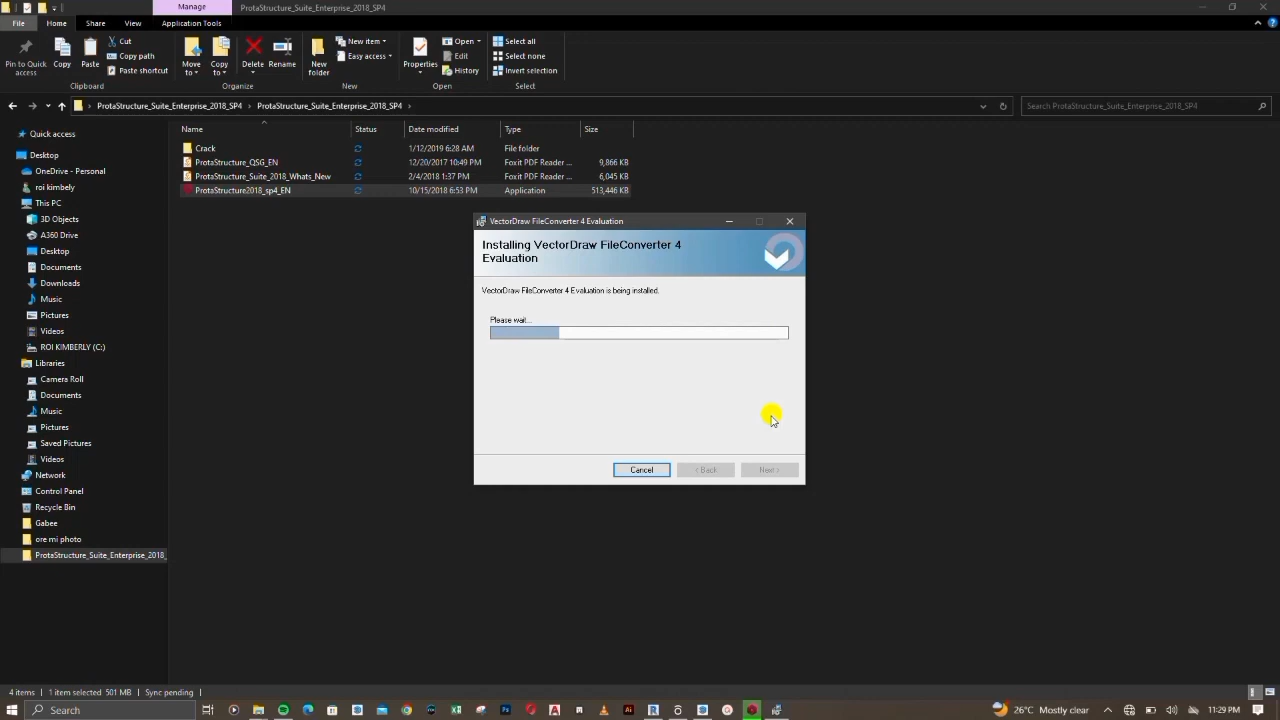 Manage
ProtaStructure_Suite_Enterprise_2018_SP4
File
Home
Share
View
Application Tools
Pin to Quick access
Copy
Paste
Cut
Copy path
Paste shortcut
Move to
Copy to
Delete
Rename
New folder
New item
Easy access
Properties
Open
Edit
History
Select all
Select none
Invert selection
Clipboard
Organize
New
Open
Select
ProtaStructure_Suite_Enterprise_2018_SP4
ProtaStructure_Suite_Enterprise_2018_SP4
Search ProtaStructure_Suite_Enterprise_2018_SP4
Name Status Date modified Type Size
Crack 1/12/2019 6:28 AM File folder
ProtaStructure_QSG_EN 12/20/2017 10:49 PM Foxit PDF Reader ... 9,866 KB
ProtaStructure_Suite_2018_Whats_New 2/4/2018 1:37 PM Foxit PDF Reader ... 6,045 KB
ProtaStructure2018_sp4_EN 10/15/2018 6:53 PM Application 513,446 KB
Quick access
Desktop
OneDrive - Personal
roi kimbely
This PC
3D Objects
A360 Drive
Desktop
Documents
Downloads
Music
Pictures
Videos
ROI KIMBERLY (C:)
Libraries
Camera Roll
Documents
Music
Pictures
Saved Pictures
Videos
Network
Control Panel
Recycle Bin
Gabee
ore mi photo
ProtaStructure_Suite_Enterprise_2018_
VectorDraw FileConverter 4 Evaluation
Installing VectorDraw FileConverter 4
Evaluation
VectorDraw FileConverter 4 Evaluation is being installed.
Please wait...
Cancel
< Back
Next >
4 items
1 item selected 501 MB
Sync pending
Search
26°C Mostly clear
11:29 PM